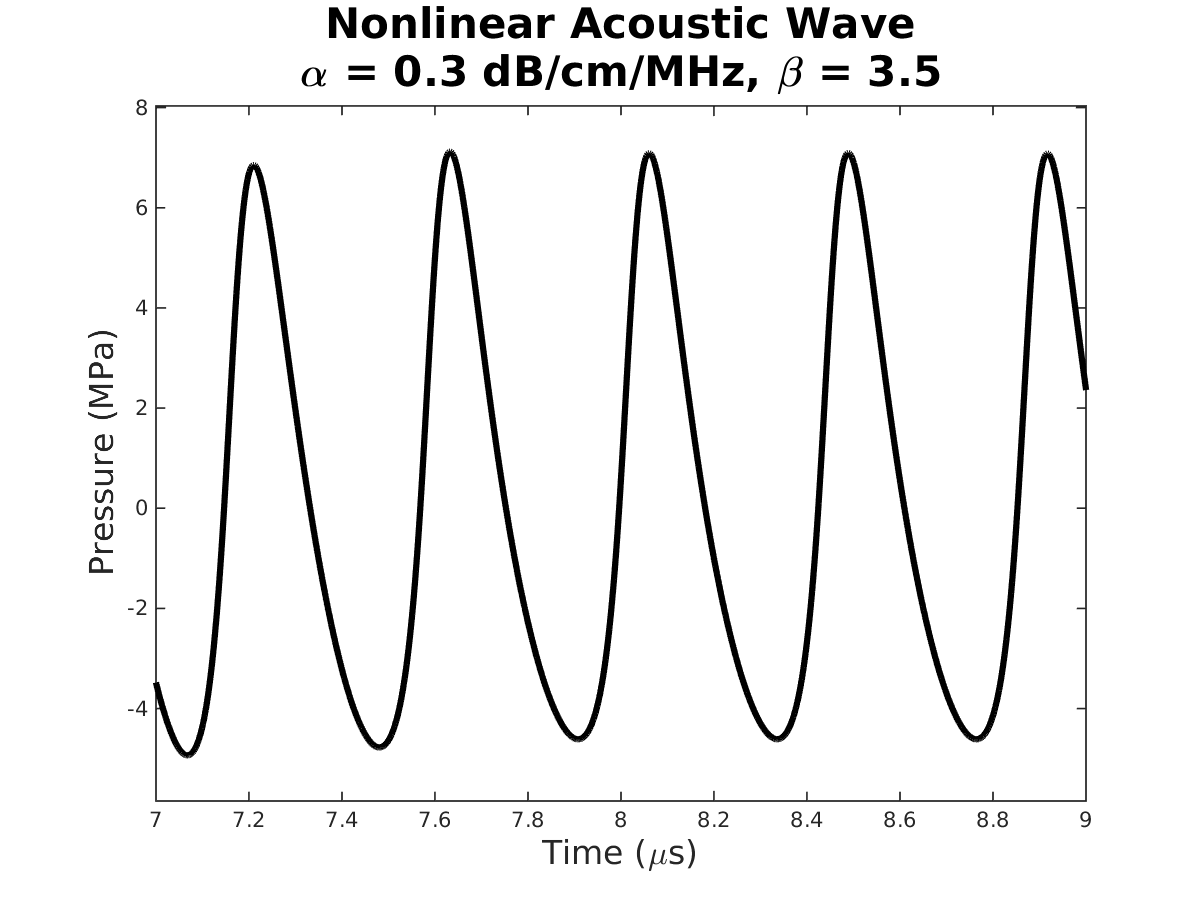 Nonlinear Acoustic Wave
α = 0.3 dB/cm/MHz, β = 3.5
8
6
4
2
0
-2
-4
Pressure (MPa)
7 7.2 7.4 7.6 7.8 8 8.2 8.4 8.6 8.8 9
Time (μs)